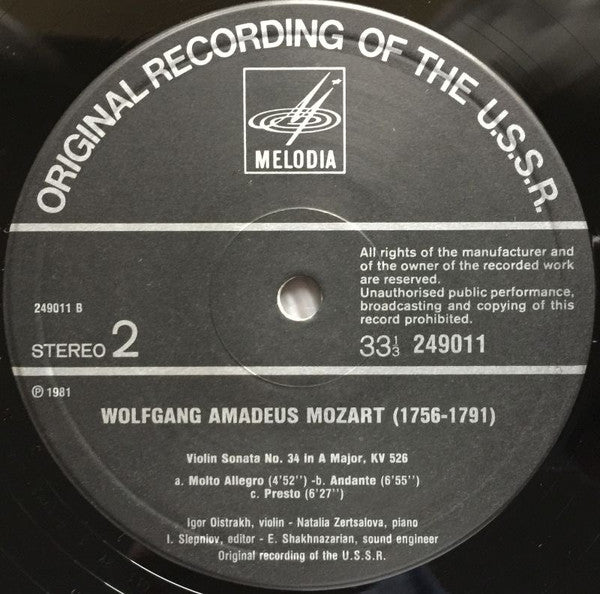 ORIGINAL RECORDING OF THE U.S.S.R.
MELODIA
All rights of the manufacturer and
of the owner of the recorded work
are reserved.
Unauthorised public performance,
broadcasting and copying of this
record prohibited.
249011 B
STEREO 2
33⅓ 249011
℗ 1981
WOLFGANG AMADEUS MOZART (1756-1791)
Violin Sonata No. 34 in A Major, KV 526
a. Molto Allegro (4'52'') -b. Andante (6'55'')
c. Presto (6'27'')
Igor Oistrakh, violin - Natalia Zertsalova, piano
I. Slepniov, editor - E. Shakhnazarian, sound engineer
Original recording of the U.S.S.R.